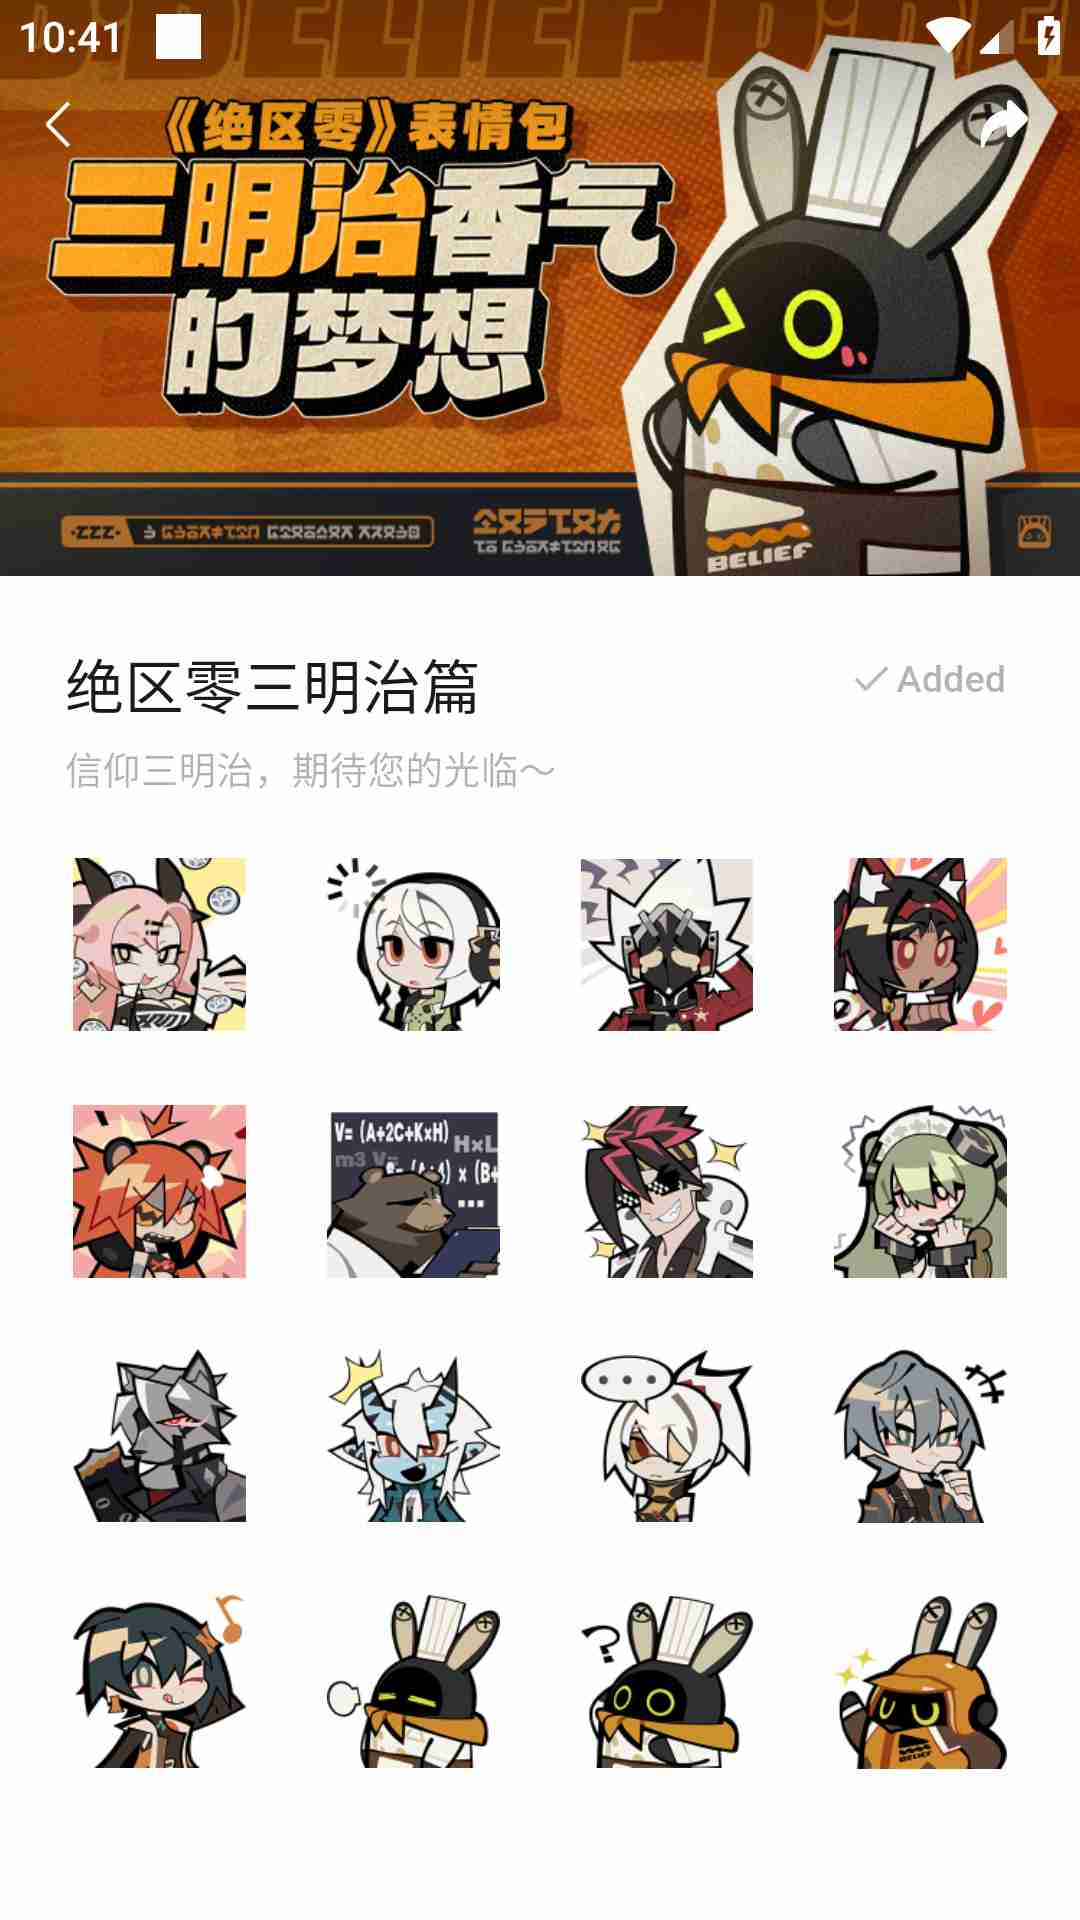 10:41
《绝区零》表情包
三明治香气
的梦想
·ZZZ·
BELIEF
绝区零三明治篇
Added
信仰三明治，期待您的光临～
V= (A+2C+K×H)
H×L
m3 V=
x (B+
...
BELIEF